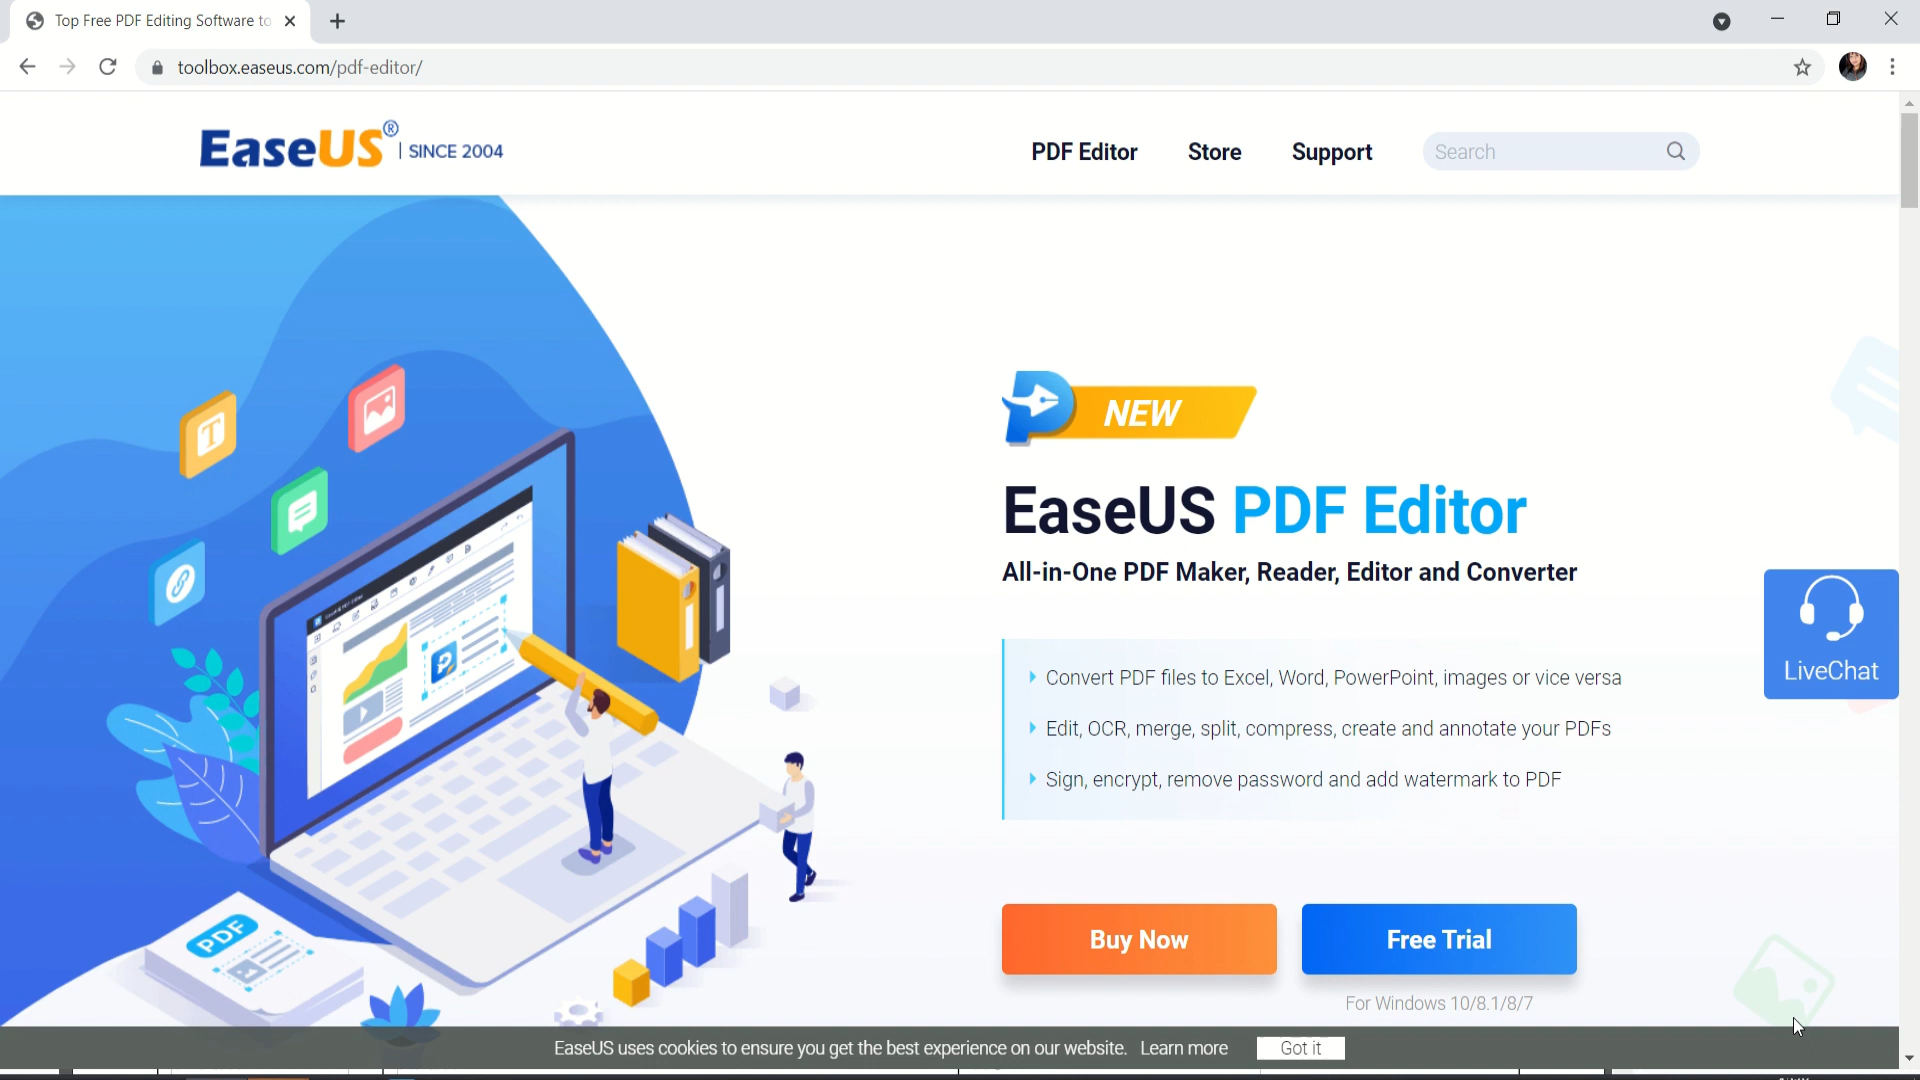 Top Free PDF Editing Software to
toolbox.easeus.com/pdf-editor/
EaseUS® | SINCE 2004
PDF Editor
Store
Support
Search
NEW
EaseUS PDF Editor
All-in-One PDF Maker, Reader, Editor and Converter
Convert PDF files to Excel, Word, PowerPoint, images or vice versa
Edit, OCR, merge, split, compress, create and annotate your PDFs
Sign, encrypt, remove password and add watermark to PDF
LiveChat
Buy Now
Free Trial
For Windows 10/8.1/8/7
PDF
EaseUS uses cookies to ensure you get the best experience on our website. Learn more
Got it